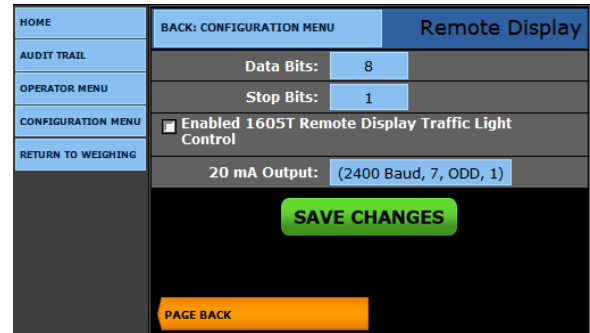 HOME
AUDIT TRAIL
OPERATOR MENU
CONFIGURATION MENU
RETURN TO WEIGHING
BACK: CONFIGURATION MENU
Remote Display
Data Bits: 8
Stop Bits: 1
Enabled 1605T Remote Display Traffic Light
Control
20 mA Output: (2400 Baud, 7, ODD, 1)
SAVE CHANGES
PAGE BACK